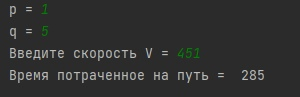 p = 1
q = 5
Введите скорость V = 451
Время потраченное на путь =  285